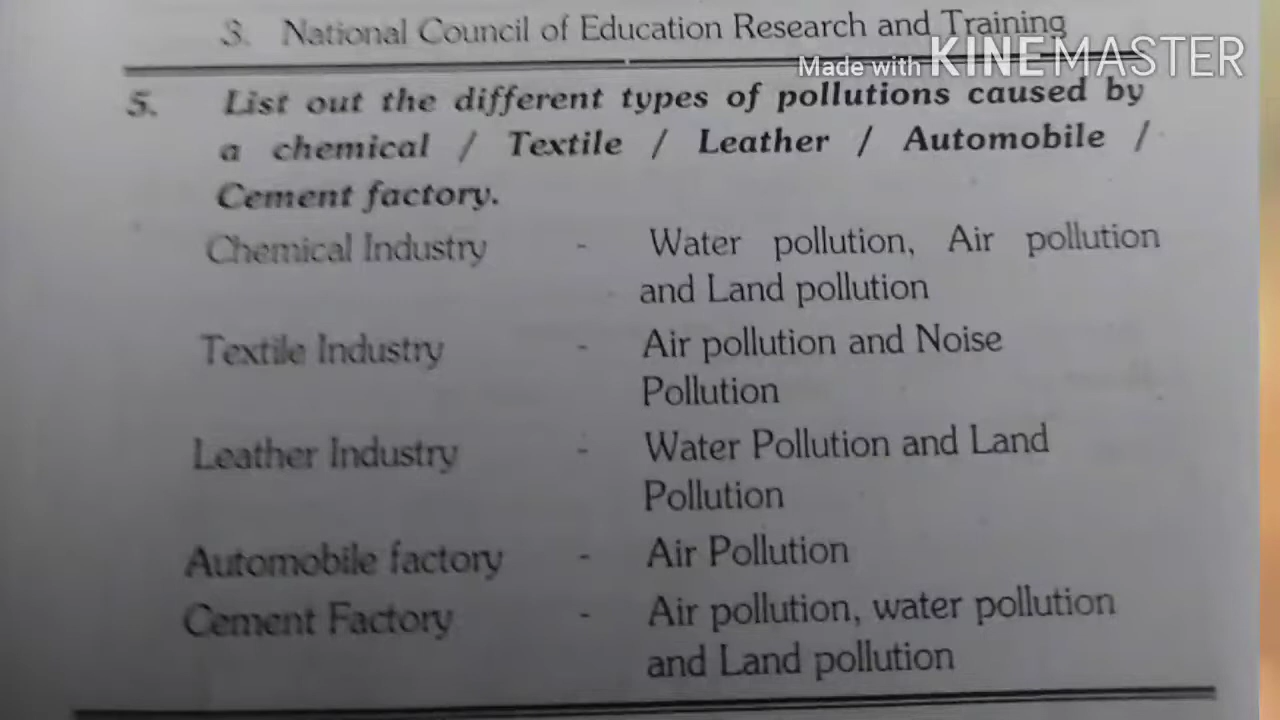 3. National Council of Education Research and Training
Made with KINEMASTER
5. List out the different types of pollutions caused by
a chemical / Textile / Leather / Automobile /
Cement factory.
Chemical Industry - Water pollution, Air pollution
and Land pollution
Textile Industry - Air pollution and Noise
Pollution
Leather Industry - Water Pollution and Land
Pollution
Automobile factory - Air Pollution
Cement Factory - Air pollution, water pollution
and Land pollution